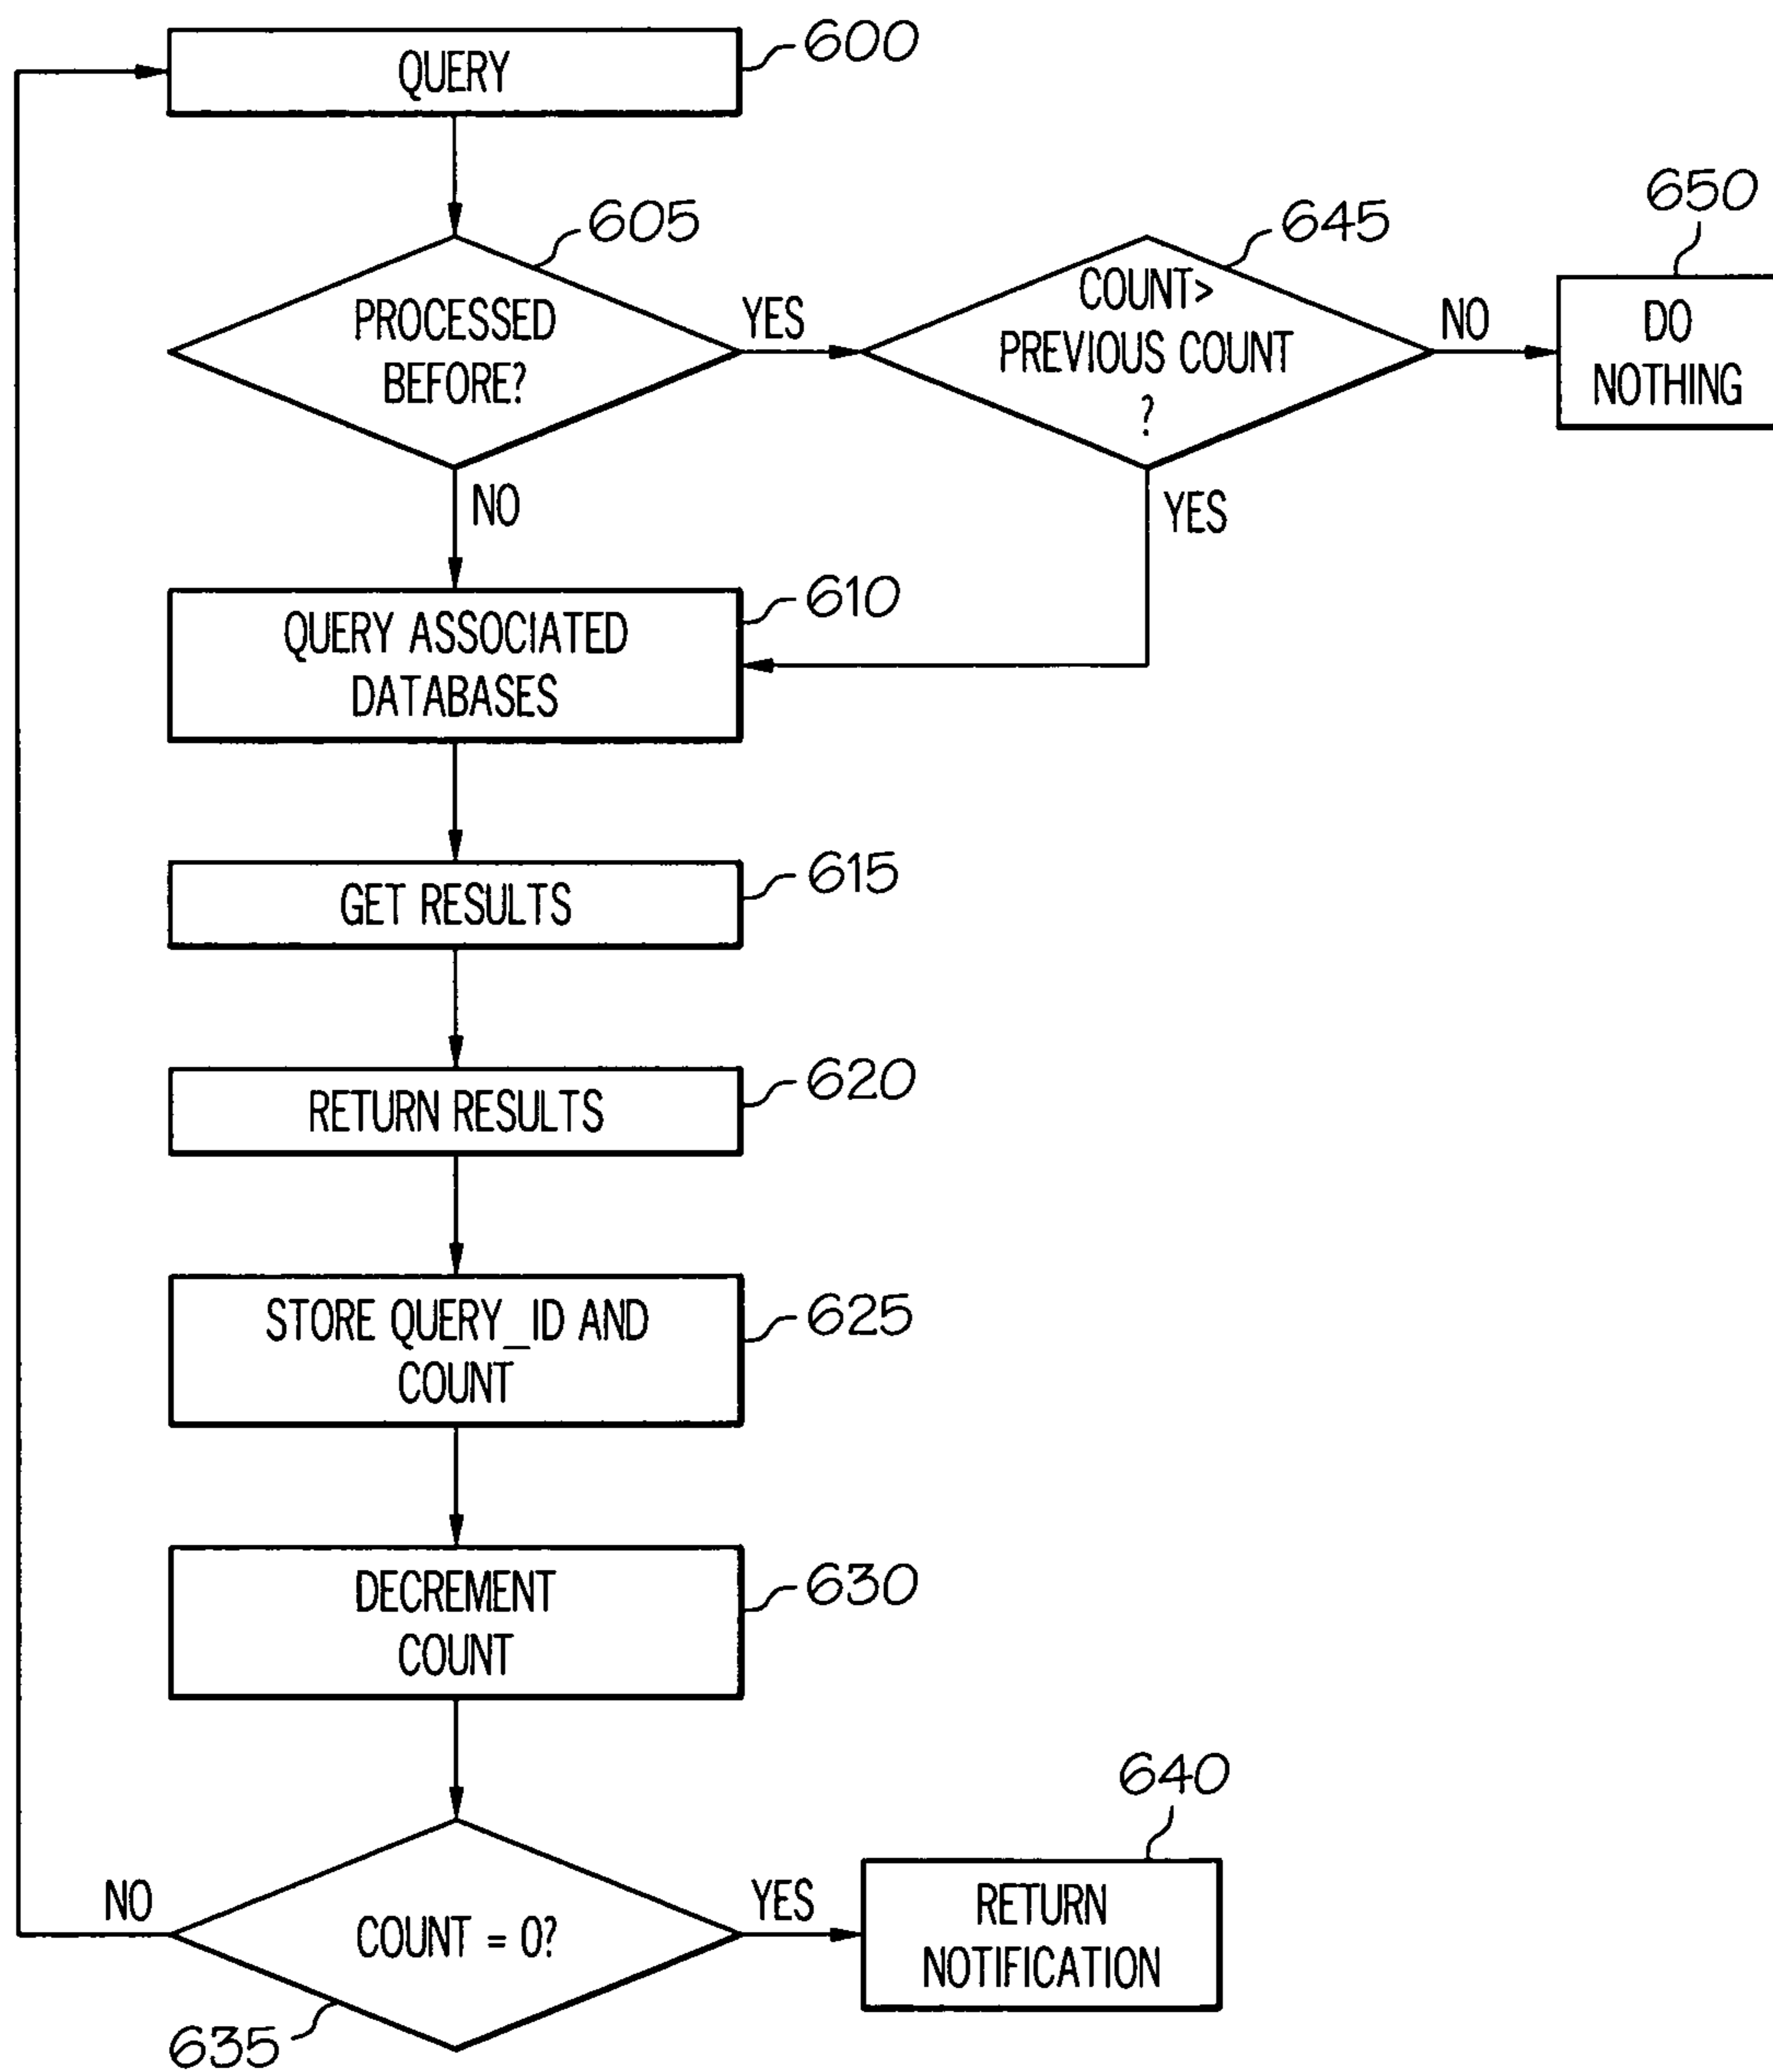 QUERY
600
605
PROCESSED
BEFORE?
YES
645
COUNT>
PREVIOUS COUNT
?
NO
650
DO
NOTHING
NO
YES
QUERY ASSOCIATED
DATABASES
610
GET RESULTS
615
RETURN RESULTS
620
STORE QUERY_ID AND
COUNT
625
DECREMENT
COUNT
630
NO
COUNT = 0?
635
YES
640
RETURN
NOTIFICATION